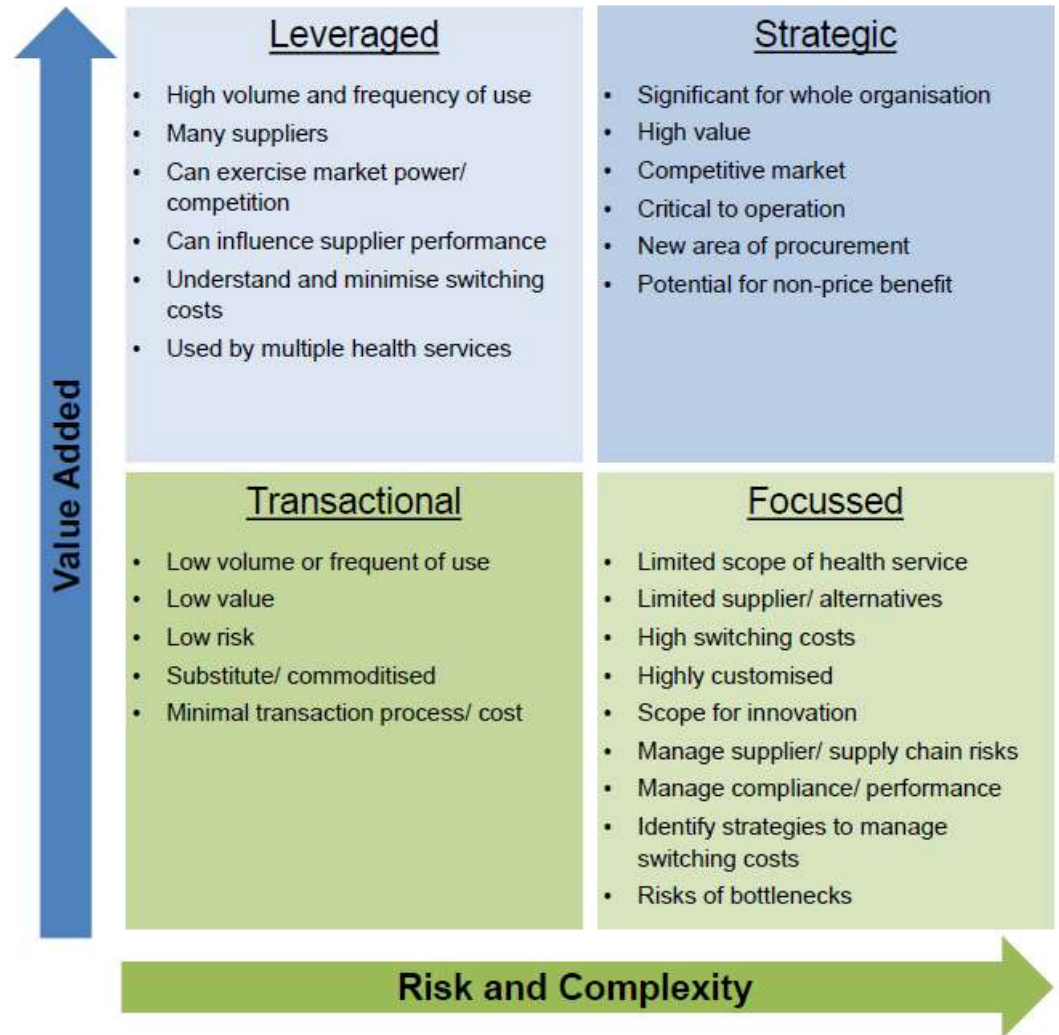 Leveraged
• High volume and frequency of use
• Many suppliers
• Can exercise market power/
competition
• Can influence supplier performance
• Understand and minimise switching
costs
• Used by multiple health services
Strategic
• Significant for whole organisation
• High value
• Competitive market
• Critical to operation
• New area of procurement
• Potential for non-price benefit
Value Added
Transactional
• Low volume or frequent of use
• Low value
• Low risk
• Substitute/ commoditised
• Minimal transaction process/ cost
Focussed
• Limited scope of health service
• Limited supplier/ alternatives
• High switching costs
• Highly customised
• Scope for innovation
• Manage supplier/ supply chain risks
• Manage compliance/ performance
• Identify strategies to manage
switching costs
• Risks of bottlenecks
Risk and Complexity